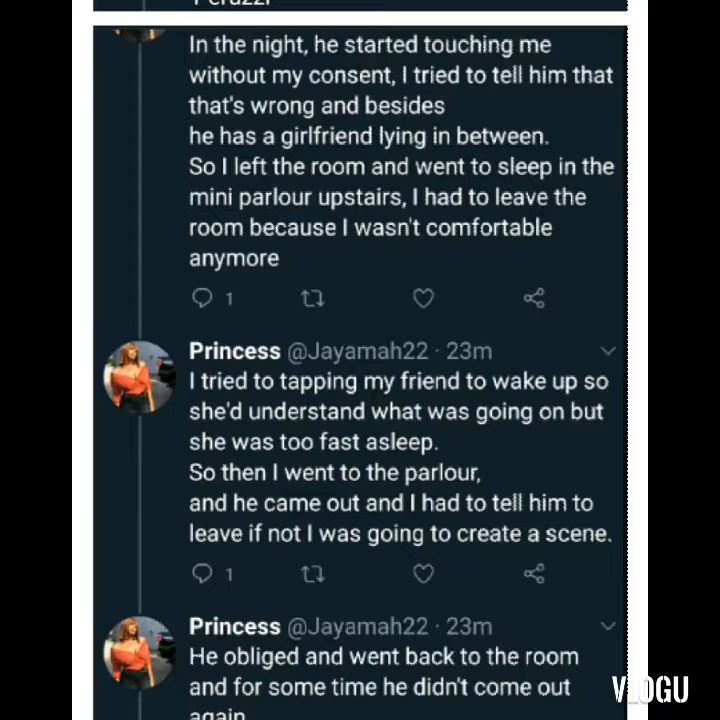 In the night, he started touching me
without my consent, I tried to tell him that
that's wrong and besides
he has a girlfriend lying in between.
So I left the room and went to sleep in the
mini parlour upstairs, I had to leave the
room because I wasn't comfortable
anymore
1
Princess @Jayamah22 · 23m
I tried to tapping my friend to wake up so
she'd understand what was going on but
she was too fast asleep.
So then I went to the parlour,
and he came out and I had to tell him to
leave if not I was going to create a scene.
1
Princess @Jayamah22 · 23m
He obliged and went back to the room
and for some time he didn't come out
again
VLOGU